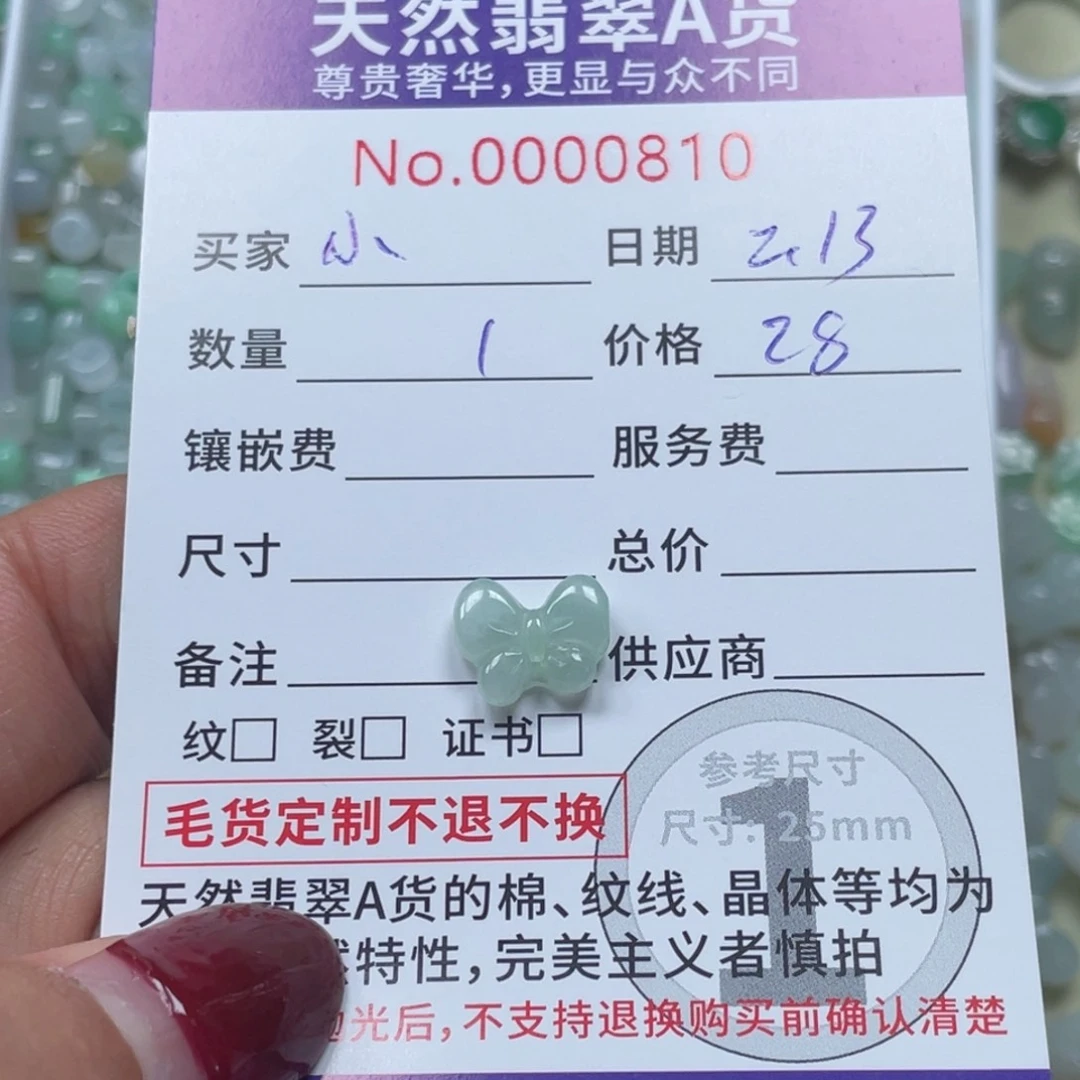 天然翡翠A货
尊贵奢华,更显与众不同
No.0000810
买家 小 日期 2.13
数量 1 价格 28
镶嵌费 服务费
尺寸 总价
备注 供应商
纹□ 裂□ 证书□
参考尺寸
尺寸: 25mm
1
毛货定制不退不换
天然翡翠A货的棉、纹线、晶体等均为
然特性,完美主义者慎拍
抛光后,不支持退换购买前确认清楚